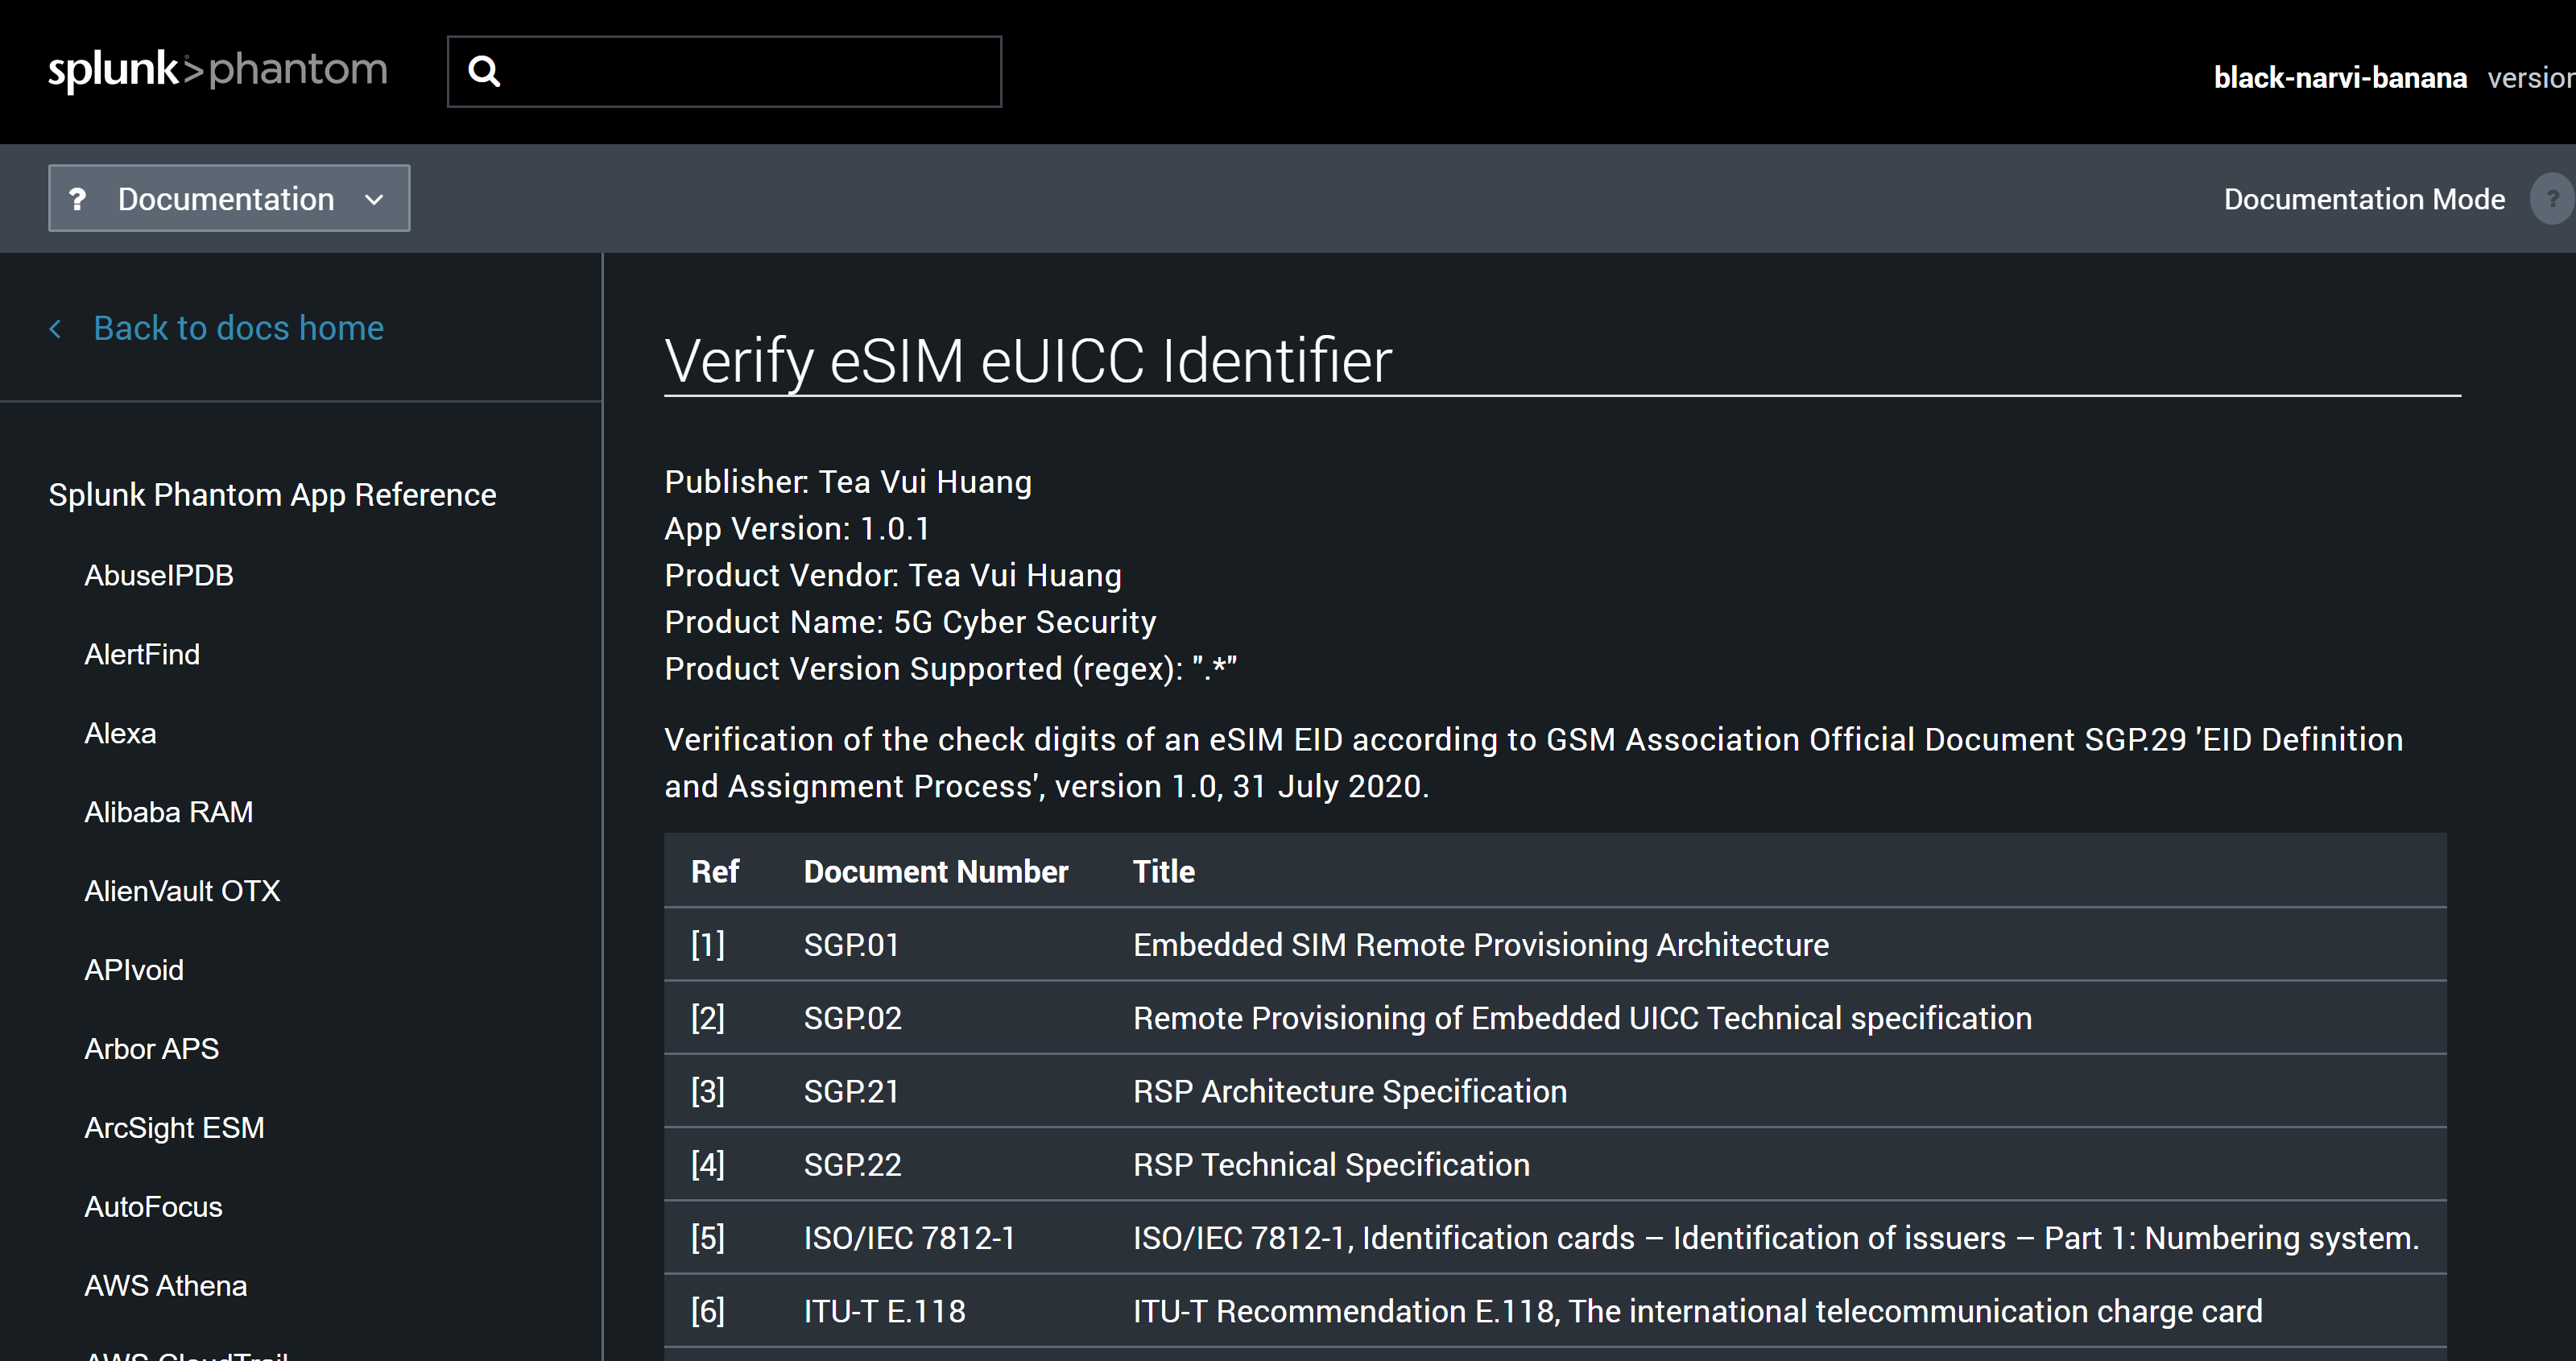 splunk>phantom
black-narvi-banana version
? Documentation
Documentation Mode ?
Back to docs home
Splunk Phantom App Reference
AbuseIPDB
AlertFind
Alexa
Alibaba RAM
AlienVault OTX
APIvoid
Arbor APS
ArcSight ESM
AutoFocus
AWS Athena
AWS CloudTrail
Verify eSIM eUICC Identifier
Publisher: Tea Vui Huang
App Version: 1.0.1
Product Vendor: Tea Vui Huang
Product Name: 5G Cyber Security
Product Version Supported (regex): ".*"
Verification of the check digits of an eSIM EID according to GSM Association Official Document SGP.29 'EID Definition
and Assignment Process', version 1.0, 31 July 2020.
Ref Document Number Title
[1] SGP.01 Embedded SIM Remote Provisioning Architecture
[2] SGP.02 Remote Provisioning of Embedded UICC Technical specification
[3] SGP.21 RSP Architecture Specification
[4] SGP.22 RSP Technical Specification
[5] ISO/IEC 7812-1 ISO/IEC 7812-1, Identification cards – Identification of issuers – Part 1: Numbering system.
[6] ITU-T E.118 ITU-T Recommendation E.118, The international telecommunication charge card